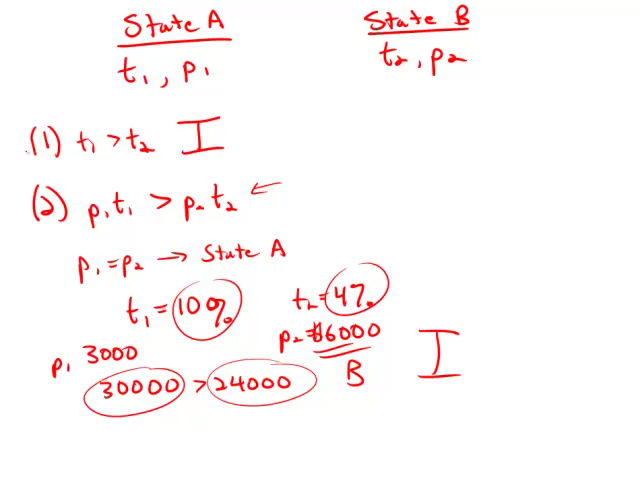 State A
t1, p1
State B
t2, p2
(1) t1 > t2 I
(2) p1t1 > p2t2 ←
p1 = p2 → State A
t1 = 10%
t2 = 4%
p1 3000
p2 = $6000
30000 > 24000
B
I